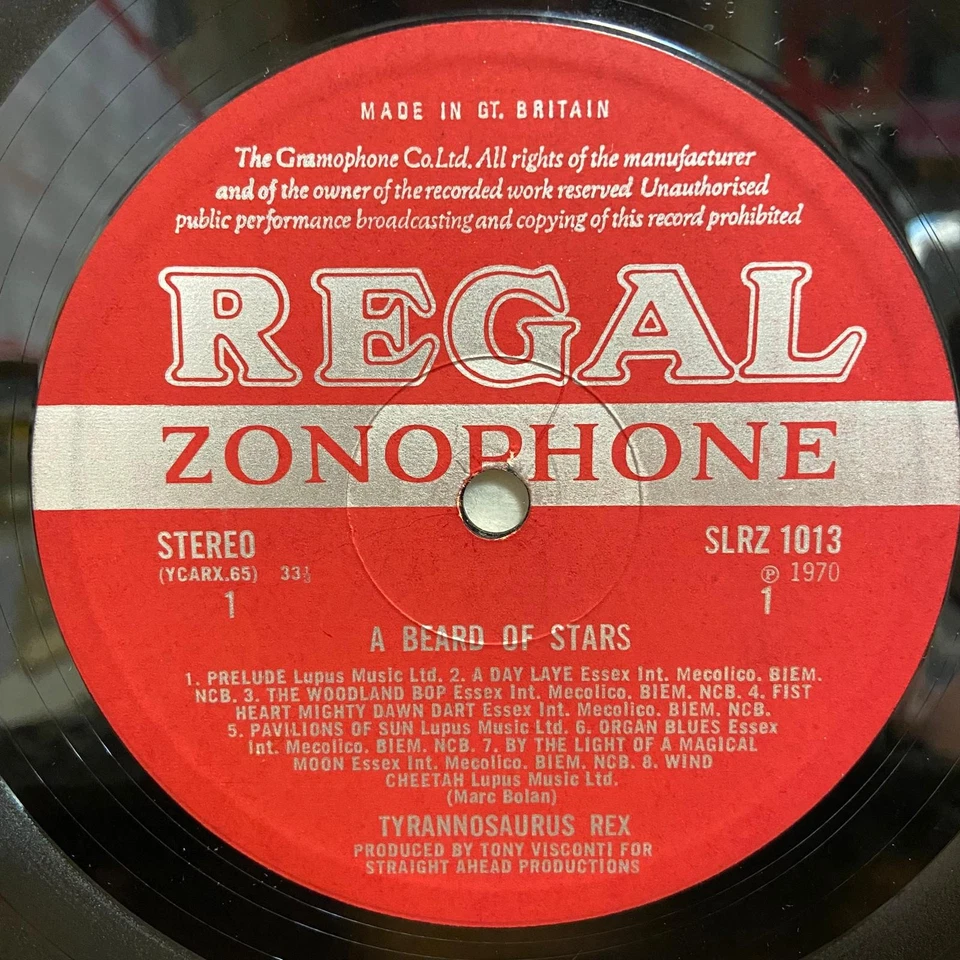 MADE IN GT. BRITAIN
The Gramophone Co.Ltd. All rights of the manufacturer
and of the owner of the recorded work reserved Unauthorised
public performance broadcasting and copying of this record prohibited
REGAL
ZONOPHONE
STEREO SLRZ 1013
(YCARX.65) 33⅓ ℗ 1970
1 1
A BEARD OF STARS
1. PRELUDE Lupus Music Ltd. 2. A DAY LAYE Essex Int. Mecolico. BIEM.
NCB. 3. THE WOODLAND BOP Essex Int. Mecolico. BIEM. NCB. 4. FIST
HEART MIGHTY DAWN DART Essex Int. Mecolico. BIEM. NCB.
5. PAVILIONS OF SUN Lupus Music Ltd. 6. ORGAN BLUES Essex
Int. Mecolico. BIEM. NCB. 7. BY THE LIGHT OF A MAGICAL
MOON Essex Int. Mecolico. BIEM. NCB. 8. WIND
CHEETAH Lupus Music Ltd.
(Marc Bolan)
TYRANNOSAURUS REX
PRODUCED BY TONY VISCONTI FOR
STRAIGHT AHEAD PRODUCTIONS